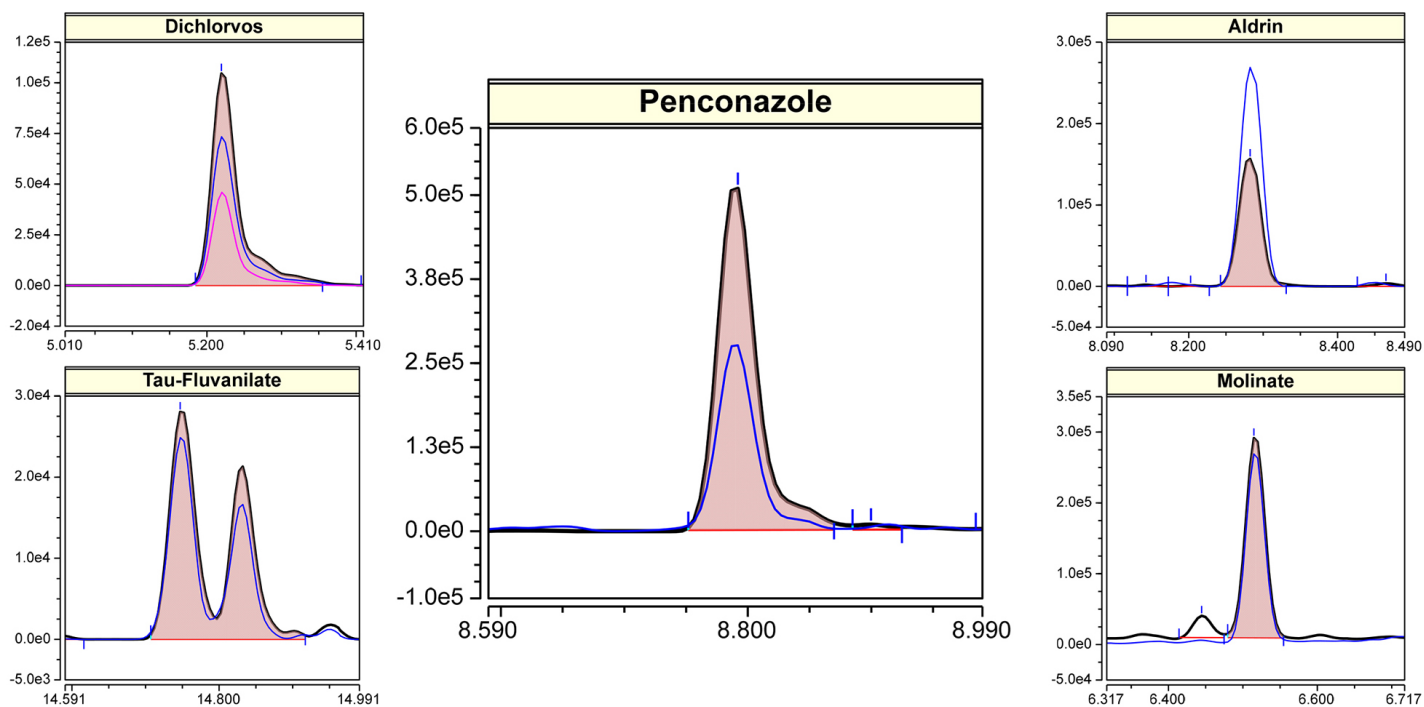 Dichlorvos
1.2e5
1.0e5
7.5e4
5.0e4
2.5e4
0.0e0
-2.0e4
5.010 5.200 5.410
Tau-Fluvanilate
3.0e4
2.0e4
1.0e4
0.0e0
-5.0e3
14.591 14.800 14.991
Penconazole
6.0e5
5.0e5
3.8e5
2.5e5
1.3e5
0.0e0
-1.0e5
8.590 8.800 8.990
Aldrin
3.0e5
2.0e5
1.0e5
0.0e0
-5.0e4
8.090 8.200 8.400 8.490
Molinate
3.5e5
3.0e5
2.0e5
1.0e5
0.0e0
-5.0e4
6.317 6.400 6.600 6.717